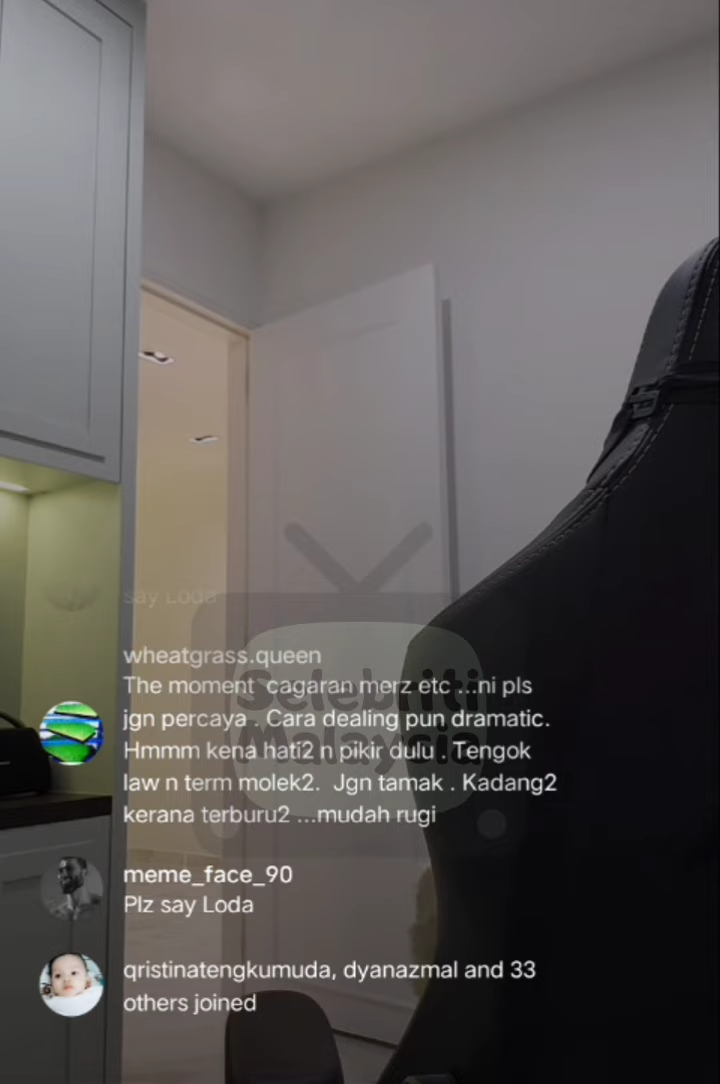 say Loda
wheatgrass.queen
The moment cagaran merz etc ...ni pls
jgn percaya . Cara dealing pun dramatic.
Hmmm kena hati2 n pikir dulu . Tengok
law n term molek2. Jgn tamak . Kadang2
kerana terburu2 ...mudah rugi
Selebriti
Malaysia
meme_face_90
Plz say Loda
qristinatengkumuda, dyanazmal and 33
others joined